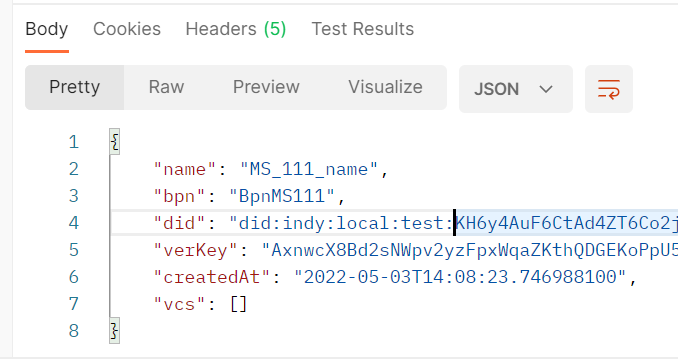 Body Cookies Headers (5) Test Results
Pretty Raw Preview Visualize JSON
1 {
2 "name": "MS_111_name",
3 "bpn": "BpnMS111",
4 "did": "did:indy:local:test:KH6y4AuF6CtAd4ZT6Co2j
5 "verKey": "AxnwcX8Bd2sNWpv2yzFpxWqaZKthQDGEKoPpU5
6 "createdAt": "2022-05-03T14:08:23.746988100",
7 "vcs": []
8 }